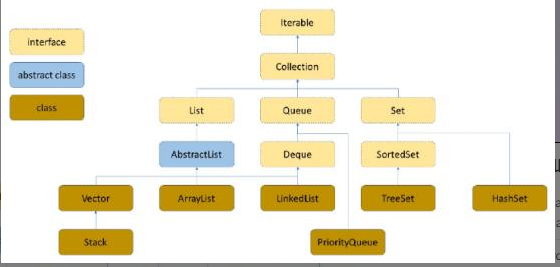 Iterable
interface
Collection
abstract class
class
List
Queue
Set
AbstractList
Deque
SortedSet
Vector
ArrayList
LinkedList
TreeSet
HashSet
Stack
PriorityQueue